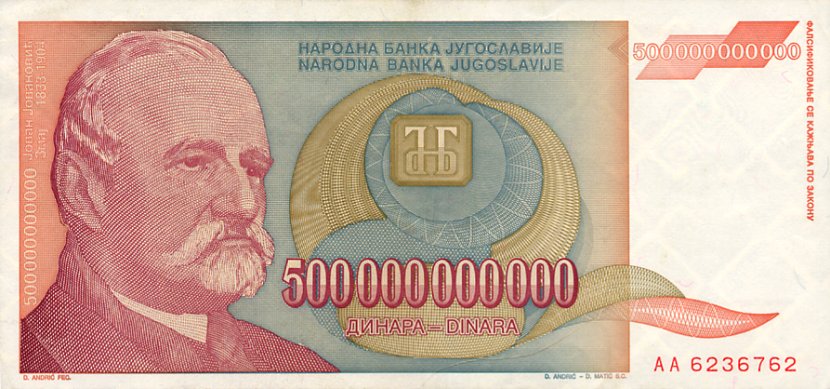 НАРОДНА БАНКА ЈУГОСЛАВИЈЕ
NARODNA BANKA JUGOSLAVIJE
500000000000
ФАЛСИФИКОВАЊЕ СЕ КАЖЊАВА ПО ЗАКОНУ
Јован Јовановић 1833-1904
Змај
500000000000
500 000 000 000
ДИНАРА – DINARA
D. ANDRIĆ FEC.
D. ANDRIĆ – D. MATIĆ S.C.
AA 6236762